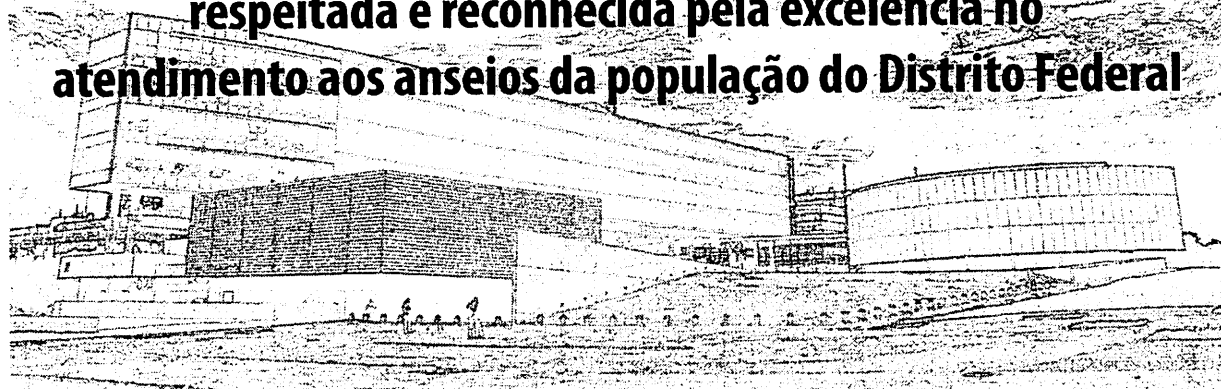 respeitada e reconhecida pela excelência no
atendimento aos anseios da população do Distrito Federal